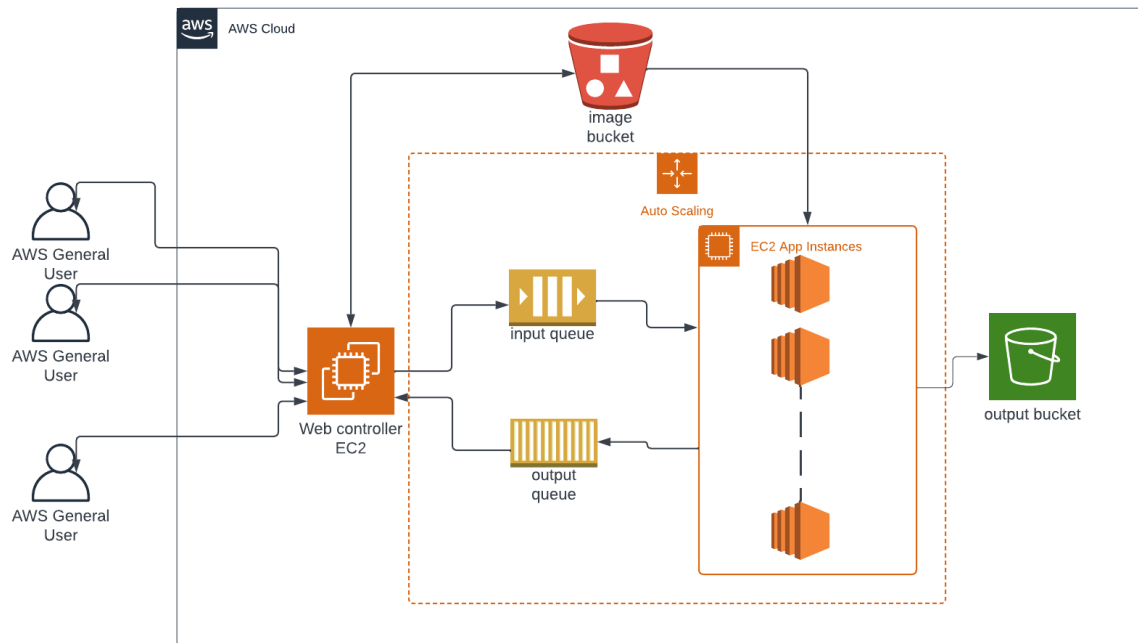 aws
AWS Cloud
image
bucket
Auto Scaling
EC2 App Instances
AWS General
User
AWS General
User
AWS General
User
input queue
Web controller
EC2
output
queue
output bucket